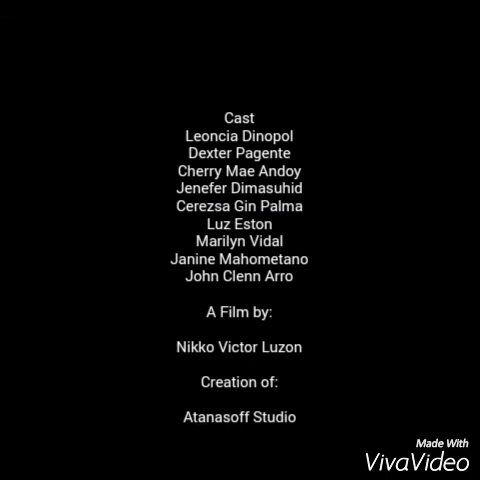 Cast
Leoncia Dinopol
Dexter Pagente
Cherry Mae Andoy
Jenefer Dimasuhid
Cerezsa Gin Palma
Luz Eston
Marilyn Vidal
Janine Mahometano
John Clenn Arro
A Film by:
Nikko Victor Luzon
Creation of:
Atanasoff Studio
Made With
VivaVideo